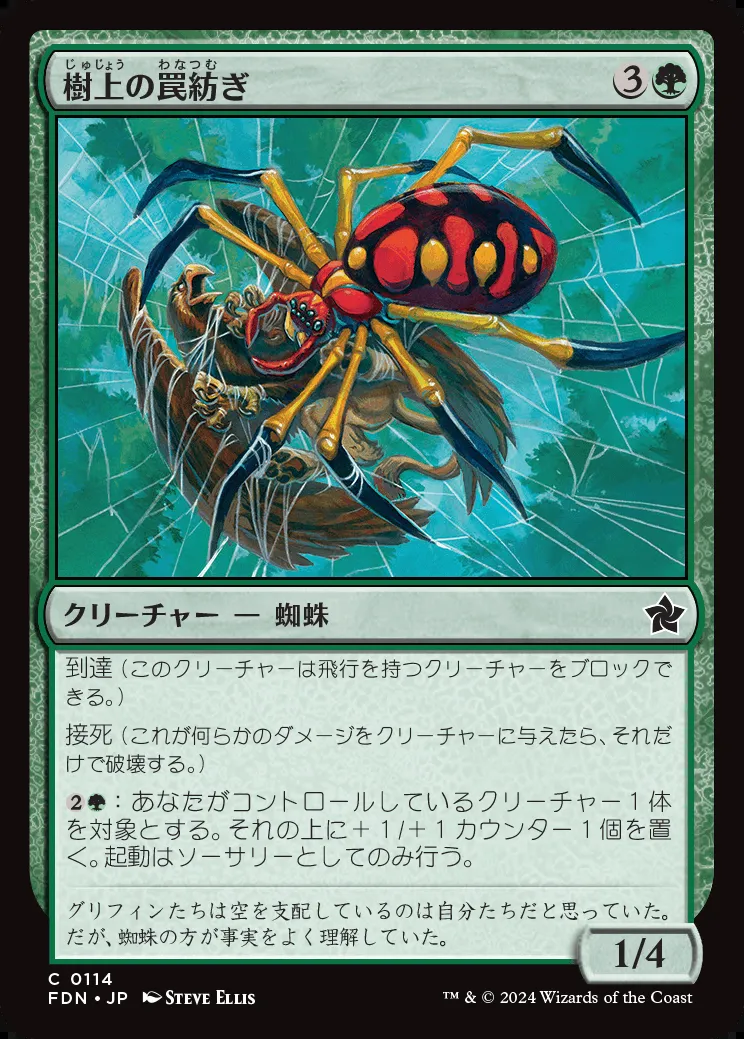 じゅじょう わなつむ
樹上の罠紡ぎ 3
クリーチャー — 蜘蛛
到達（このクリーチャーは飛行を持つクリーチャーをブロックで
きる。）
接死（これが何らかのダメージをクリーチャーに与えたら、それだ
けで破壊する。）
2：あなたがコントロールしているクリーチャー１体
を対象とする。それの上に＋１/＋１カウンター１個を置
く。起動はソーサリーとしてのみ行う。
グリフィンたちは空を支配しているのは自分たちだと思っていた。
だが、蜘蛛の方が事実をよく理解していた。
1/4
C 0114
FDN • JP Steve Ellis
™ & © 2024 Wizards of the Coast